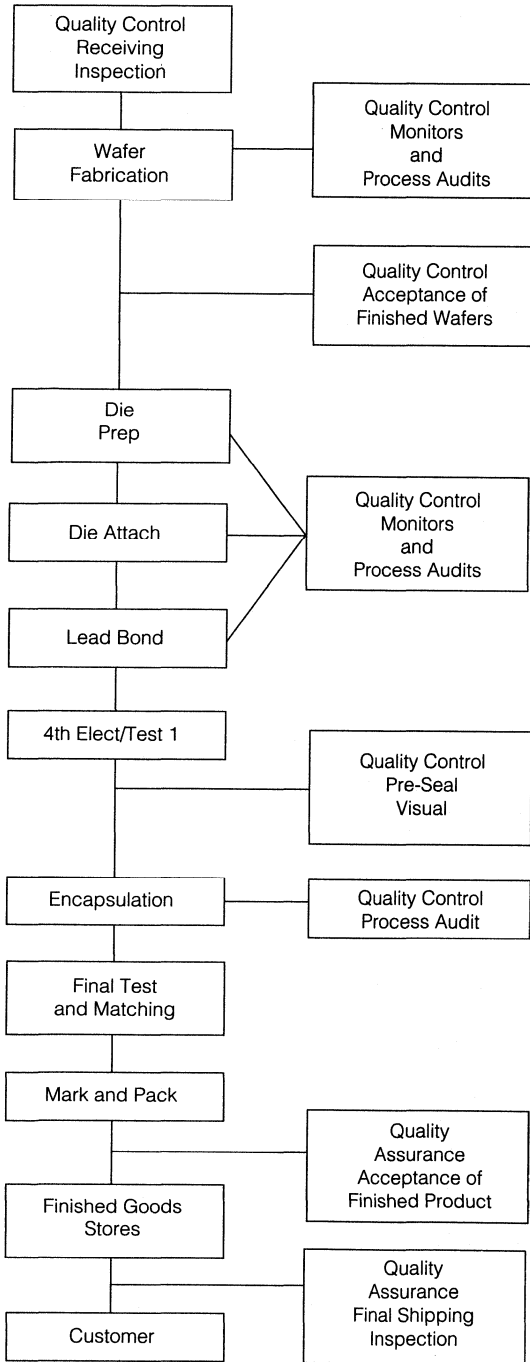 Quality Control
Receiving
Inspection
Wafer
Fabrication
Quality Control
Monitors
and
Process Audits
Quality Control
Acceptance of
Finished Wafers
Die
Prep
Die Attach
Lead Bond
Quality Control
Monitors
and
Process Audits
4th Elect/Test 1
Quality Control
Pre-Seal
Visual
Encapsulation
Quality Control
Process Audit
Final Test
and Matching
Mark and Pack
Quality
Assurance
Acceptance of
Finished Product
Finished Goods
Stores
Quality
Assurance
Final Shipping
Inspection
Customer